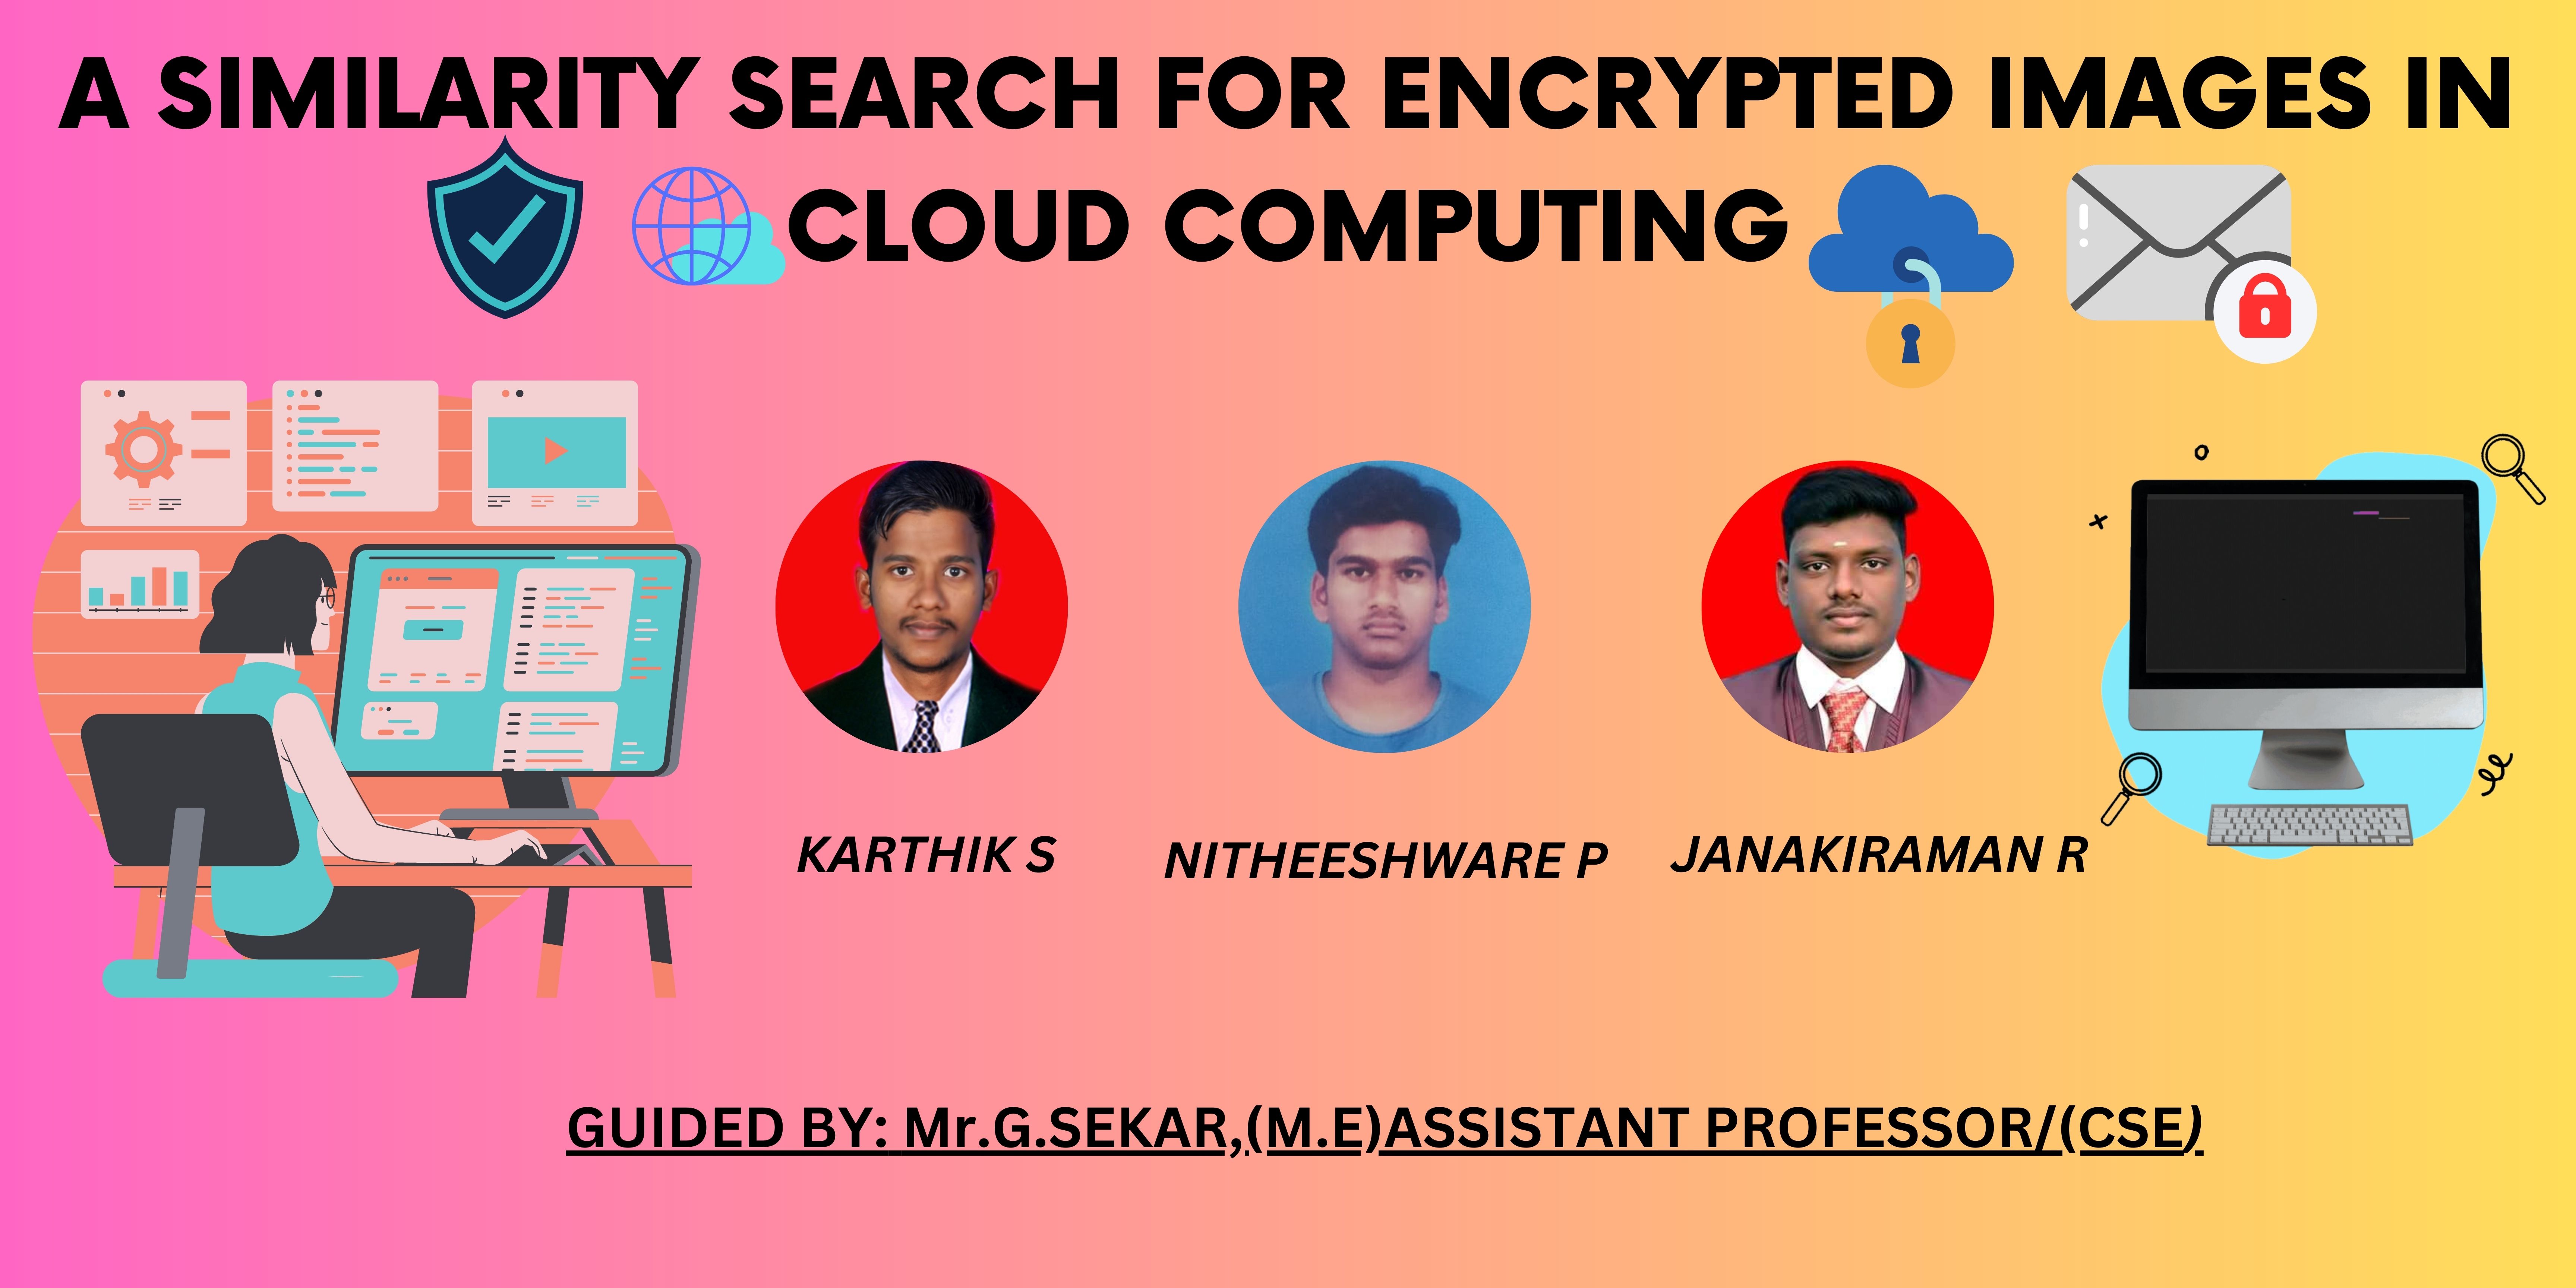 A SIMILARITY SEARCH FOR ENCRYPTED IMAGES IN
CLOUD COMPUTING
KARTHIK S
NITHEESHWARE P
JANAKIRAMAN R
GUIDED BY: Mr.G.SEKAR,(M.E)ASSISTANT PROFESSOR/(CSE)